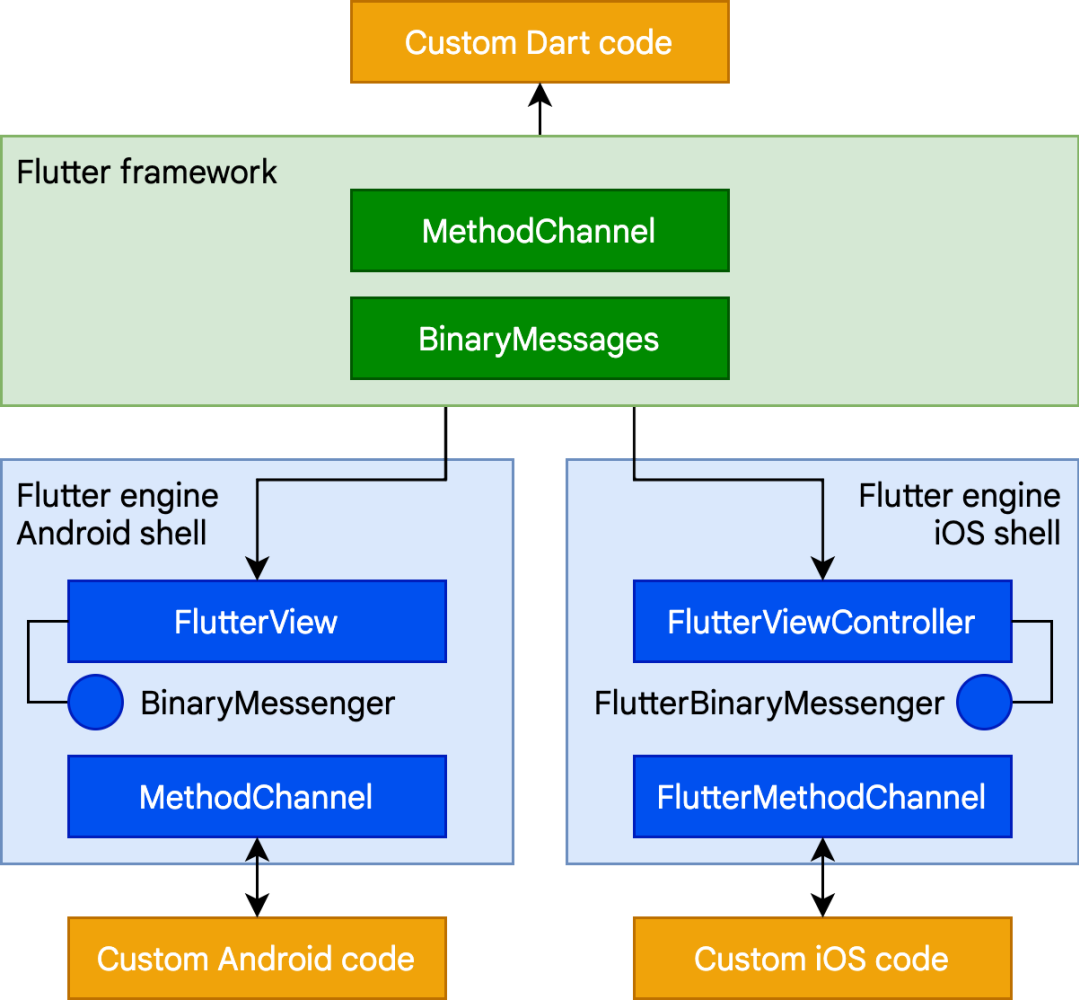 Custom Dart code
Flutter framework
MethodChannel
BinaryMessages
Flutter engine
Android shell
FlutterView
BinaryMessenger
MethodChannel
Custom Android code
Flutter engine
iOS shell
FlutterViewController
FlutterBinaryMessenger
FlutterMethodChannel
Custom iOS code